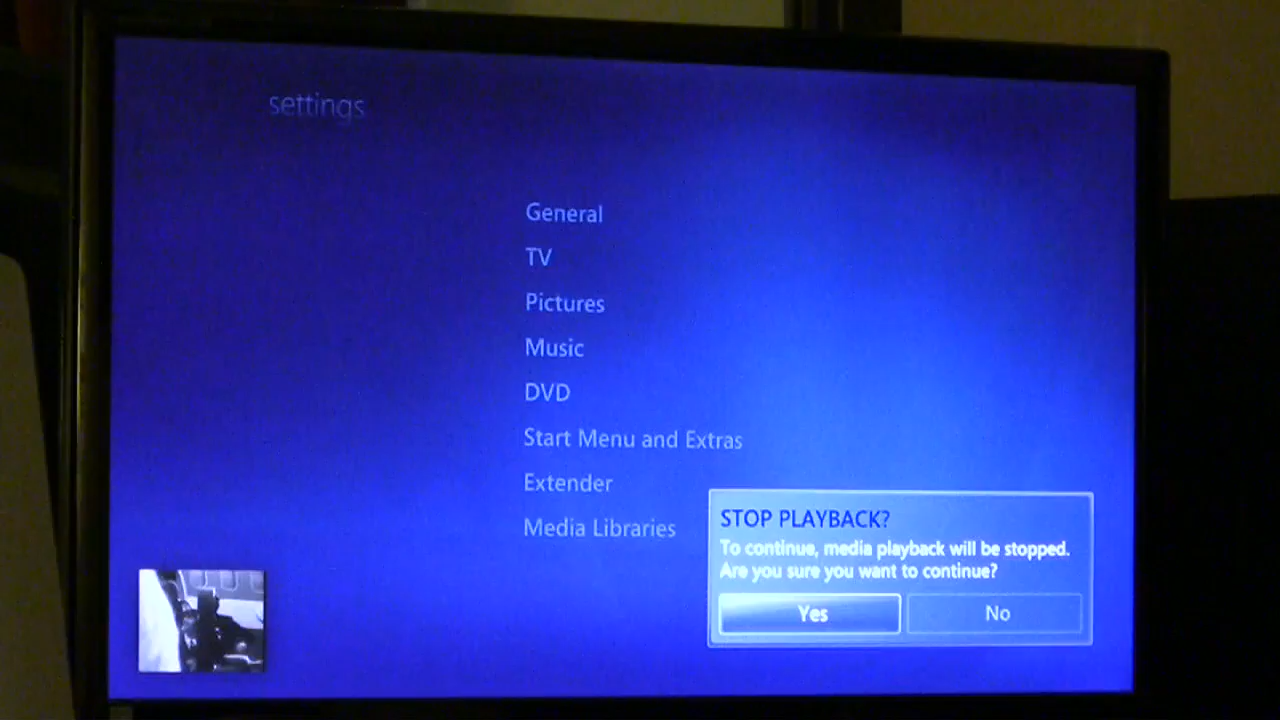 settings
General
TV
Pictures
Music
DVD
Start Menu and Extras
Extender
Media Libraries
STOP PLAYBACK?
To continue, media playback will be stopped.
Are you sure you want to continue?
Yes
No